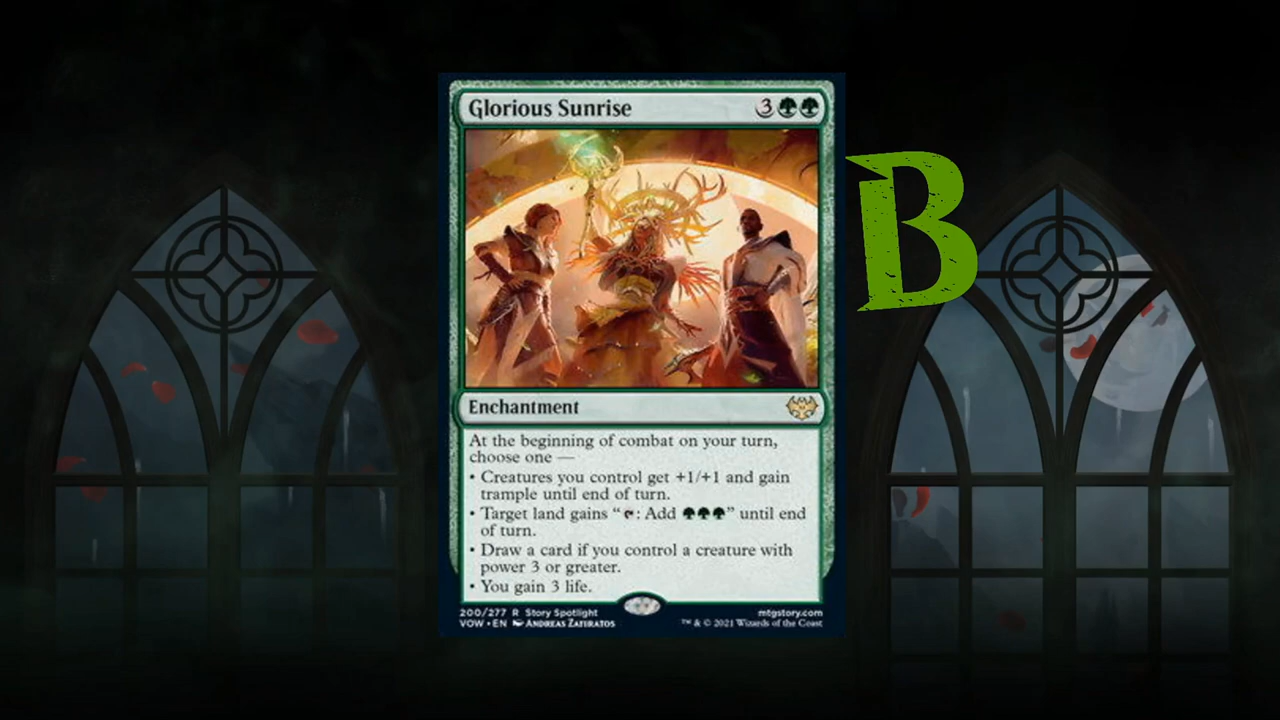 Glorious Sunrise 3
B
Enchantment
At the beginning of combat on your turn,
choose one —
• Creatures you control get +1/+1 and gain
trample until end of turn.
• Target land gains “: Add ” until end
of turn.
• Draw a card if you control a creature with
power 3 or greater.
• You gain 3 life.
200/277 R Story Spotlight mtgstory.com
VOW • EN Andreas Zafiratos ™ & © 2021 Wizards of the Coast